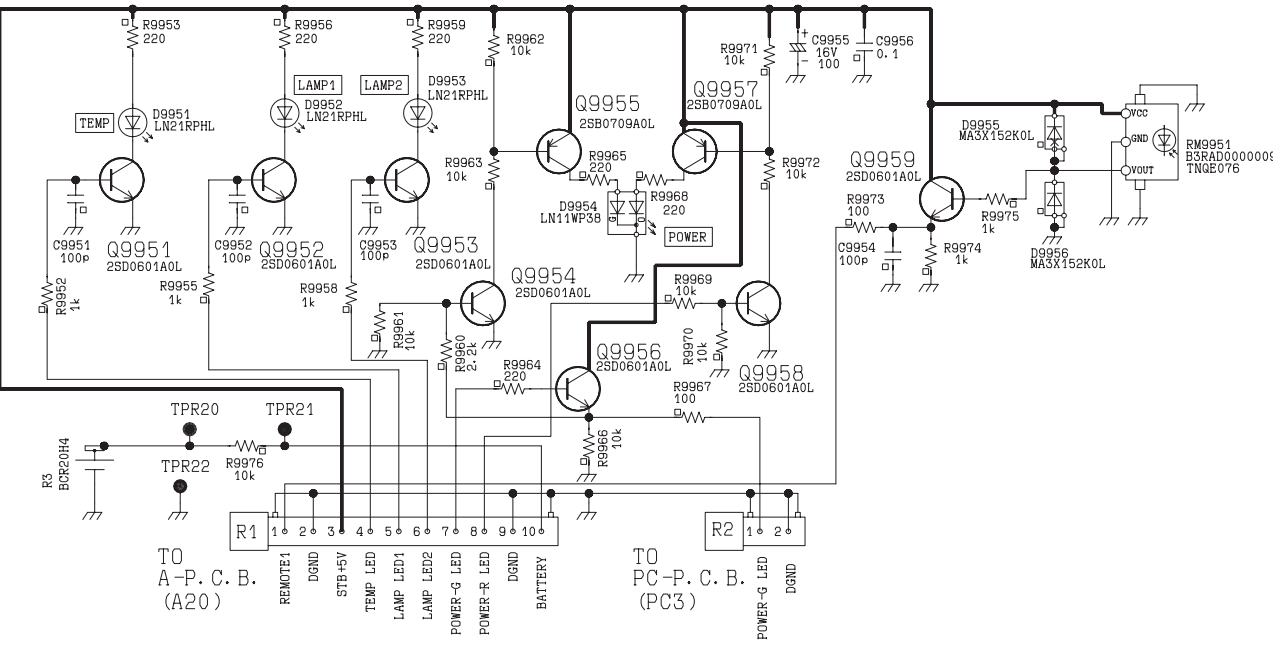 R9953
220
R9956
220
R9959
220
R9962
10k
R9971
10k
C9955
16V
100
C9956
0.1
+
-
TEMP
D9951
LN21RPHL
LAMP1
D9952
LN21RPHL
LAMP2
D9953
LN21RPHL
Q9955
2SB0709A0L
Q9957
2SB0709A0L
D9955
MA3X152K0L
VCC
GND
VOUT
RM9951
TNQE076
R9963
10k
R9965
220
R9968
220
D9954
LN11WP38
G
O
POWER
R9972
10k
Q9959
2SD0601A0L
R9973
100
R9975
1k
C9954
100p
R9974
1k
D9956
MA3X152K0L
C9951
100p
Q9951
2SD0601A0L
C9952
100p
Q9952
2SD0601A0L
C9953
100p
Q9953
2SD0601A0L
R9952
1k
R9955
1k
R9958
1k
R9961
10k
R9960
2.2k
Q9954
2SD0601A0L
R9969
10k
R9970
10k
Q9958
2SD0601A0L
R9964
220
Q9956
2SD0601A0L
R9967
100
R9966
10k
R3
BCR20H4
TPR20
TPR21
TPR22
R9976
10k
R1
1 2 3 4 5 6 7 8 9 10
R2
1 2
TO
A-P.C.B.
(A20)
REMOTE1
DGND
STB+5V
TEMP LED
LAMP LED1
LAMP LED2
POWER-G LED
POWER-R LED
DGND
BATTERY
TO
PC-P.C.B.
(PC3)
POWER-G LED
DGND